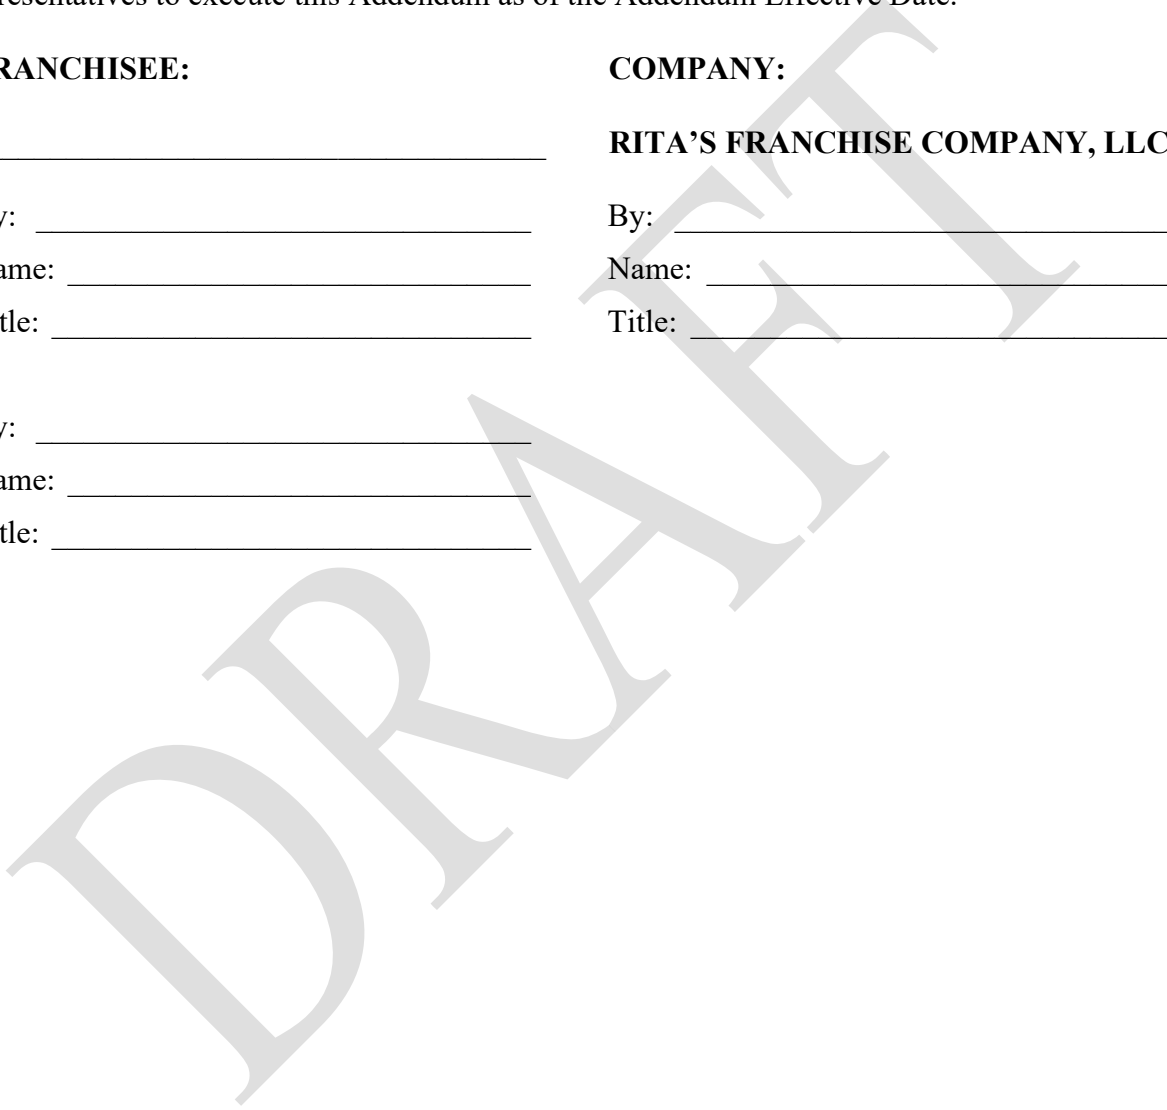 resentatives to execute this Addendum as of the Addendum Effective Date.
RANCHISEE:
COMPANY:
RITA’S FRANCHISE COMPANY, LLC
y:
ame:
tle:
By:
Name:
Title:
y:
ame:
tle:
DRAFT